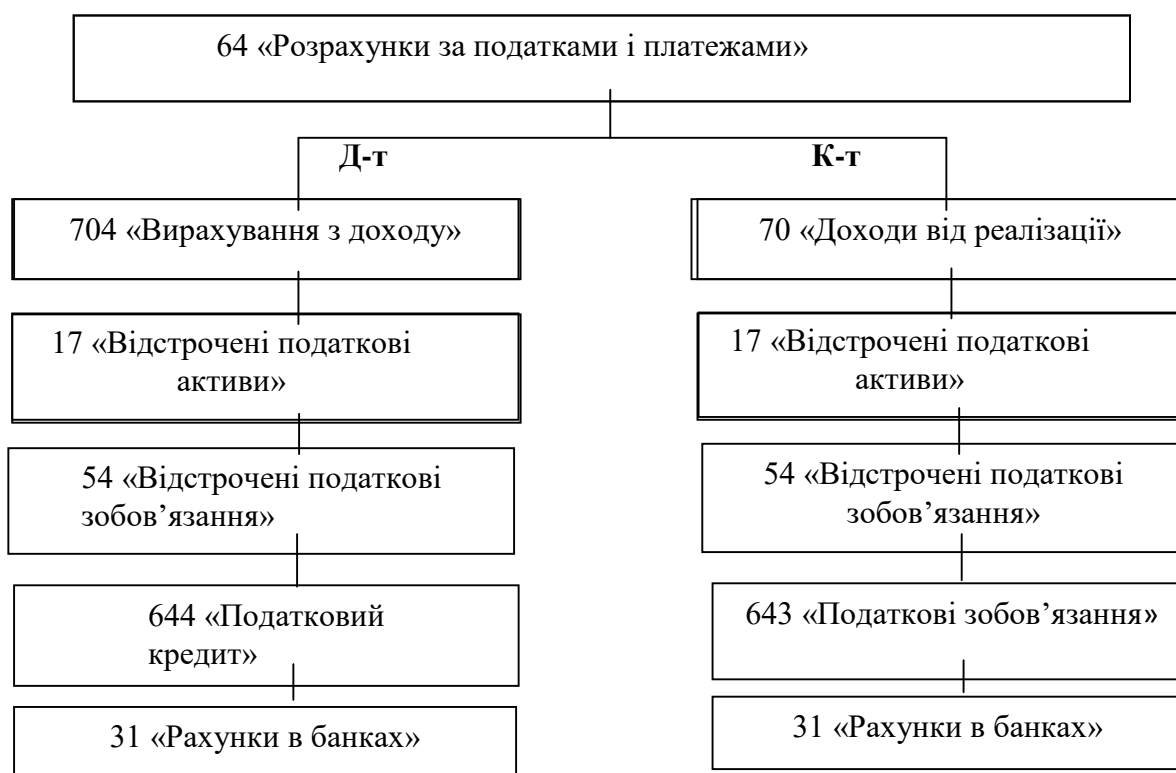 64 «Розрахунки за податками і платежами»
Д-т
К-т
704 «Вирахування з доходу»
70 «Доходи від реалізації»
17 «Відстрочені податкові
активи»
17 «Відстрочені податкові
активи»
54 «Відстрочені податкові
зобов’язання»
54 «Відстрочені податкові
зобов’язання»
644 «Податковий
кредит»
643 «Податкові зобов’язання»
31 «Рахунки в банках»
31 «Рахунки в банках»